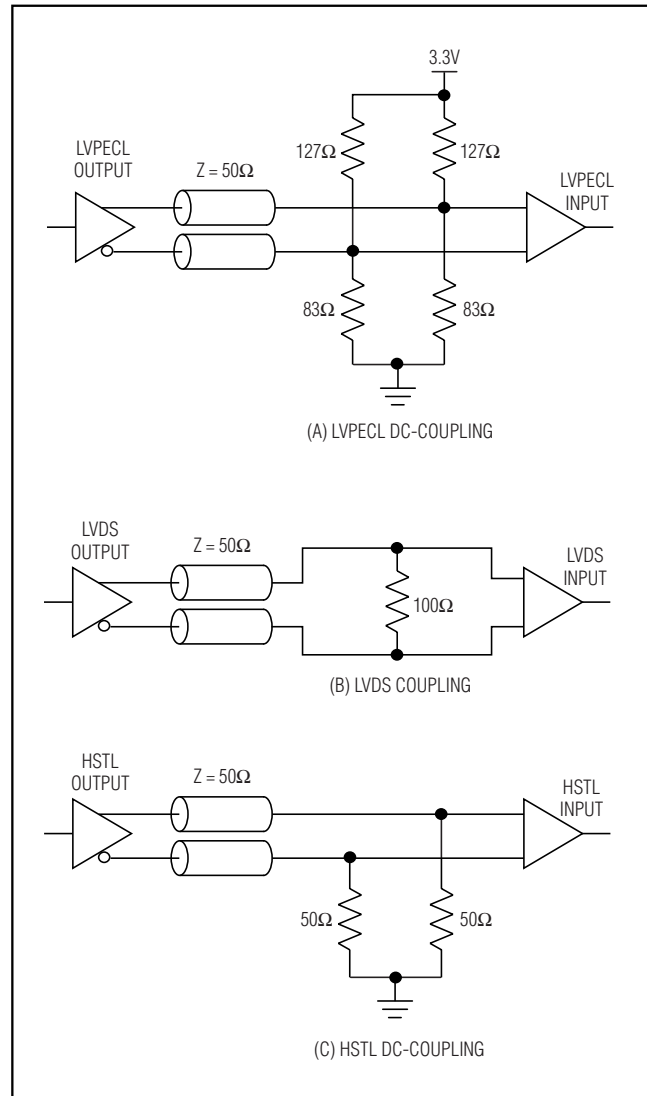 3.3V
127Ω
127Ω
LVPECL
OUTPUT
Z = 50Ω
LVPECL
INPUT
83Ω
83Ω
(A) LVPECL DC-COUPLING
LVDS
OUTPUT
Z = 50Ω
LVDS
INPUT
100Ω
(B) LVDS COUPLING
HSTL
OUTPUT
Z = 50Ω
HSTL
INPUT
50Ω
50Ω
(C) HSTL DC-COUPLING